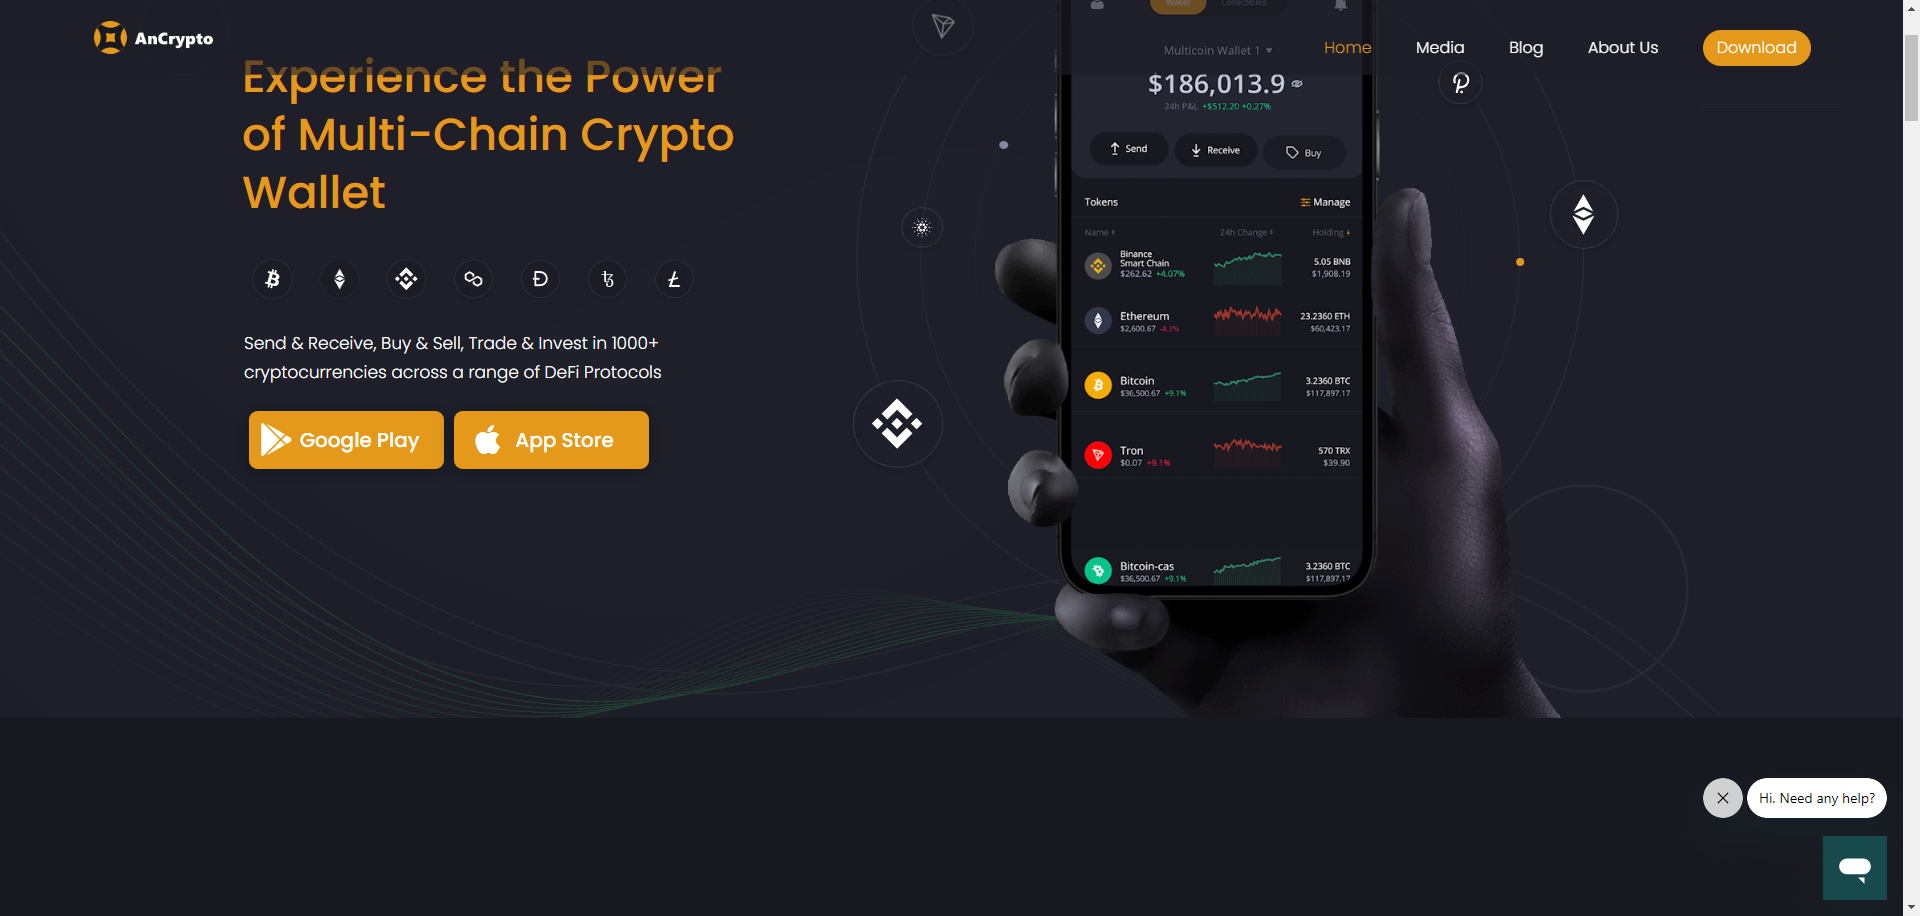 AnCrypto
Home
Media
Blog
About Us
Download
Experience the Power
of Multi-Chain Crypto
Wallet
Send & Receive, Buy & Sell, Trade & Invest in 1000+
cryptocurrencies across a range of DeFi Protocols
Google Play
App Store
Wallet
Collectibles
Multicoin Wallet 1
$186,013.9
24h P&L +$512.20 +0.27%
Send
Receive
Buy
Tokens
Manage
Name
24h Change
Holding
Binance
Smart Chain
$262.62 +4.07%
5.05 BNB
$1,908.19
Ethereum
$2,600.67 -8.1%
23.2360 ETH
$60,423.17
Bitcoin
$36,500.67 +9.1%
3.2360 BTC
$117,897.17
Tron
$0.07 +9.1%
570 TRX
$39.90
Bitcoin-cas
$36,500.67 +9.1%
3.2360 BTC
$117,897.17
Hi. Need any help?